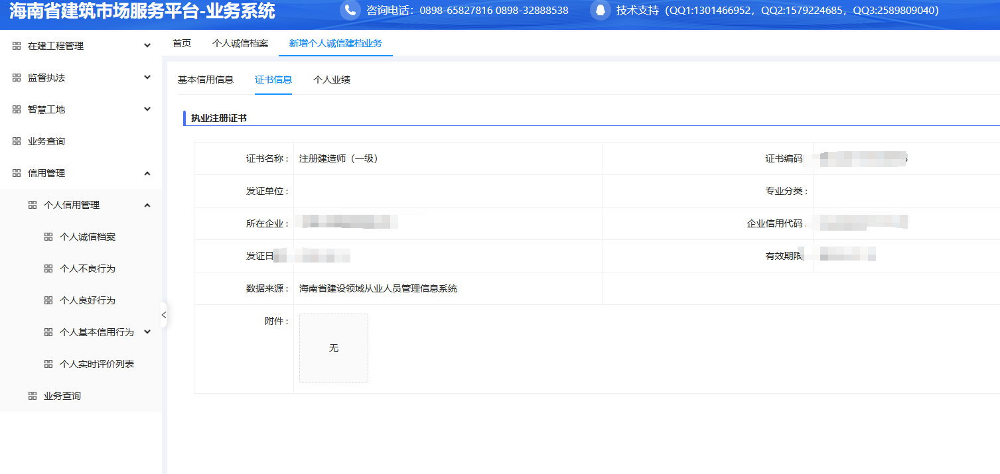 海南省建筑市场服务平台-业务系统
咨询电话：0898-65827816 0898-32888538
技术支持（QQ1:1301466952，QQ2:1579224685，QQ3:2589809040）
在建工程管理
监督执法
智慧工地
业务查询
信用管理
个人信用管理
个人诚信档案
个人不良行为
个人良好行为
个人基本信用行为
个人实时评价列表
业务查询
首页 个人诚信档案 新增个人诚信建档业务
基本信用信息 证书信息 个人业绩
执业注册证书
证书名称： 注册建造师（一级） 证书编码
发证单位： 专业分类：
所在企业： 企业信用代码
发证日 有效期限
数据来源： 海南省建设领域从业人员管理信息系统
附件：
无